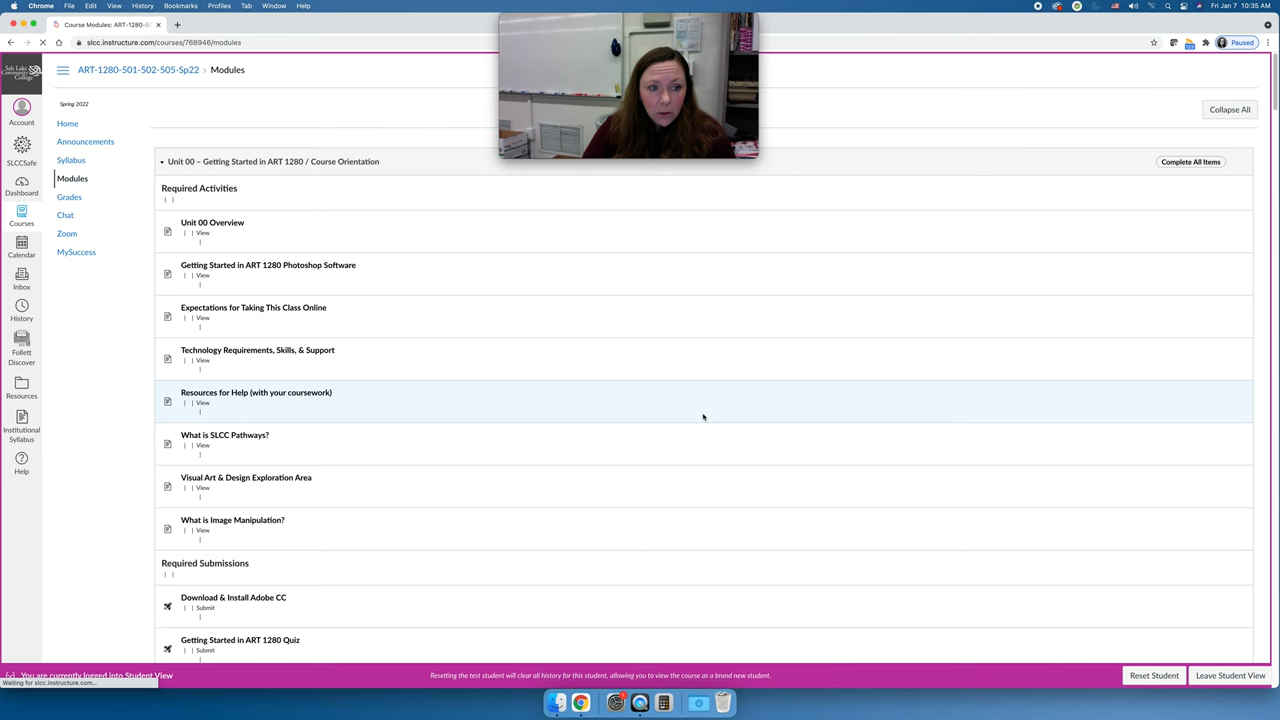 Chrome File Edit View History Bookmarks Profiles Tab Window Help Fri Jan 7 10:35 AM
Course Modules: ART-1280-50
slcc.instructure.com/courses/768946/modules Paused
Salt Lake Community College
ART-1280-501-502-505-Sp22 › Modules
Spring 2022
Collapse All
Account
SLCCSafe
Dashboard
Courses
Calendar
Inbox
History
Follett Discover
Resources
Institutional Syllabus
Help
Home
Announcements
Syllabus
Modules
Grades
Chat
Zoom
MySuccess
Unit 00 – Getting Started in ART 1280 / Course Orientation Complete All Items
Required Activities
Unit 00 Overview
View
Getting Started in ART 1280 Photoshop Software
View
Expectations for Taking This Class Online
View
Technology Requirements, Skills, & Support
View
Resources for Help (with your coursework)
View
What is SLCC Pathways?
View
Visual Art & Design Exploration Area
View
What is Image Manipulation?
View
Required Submissions
Download & Install Adobe CC
Submit
Getting Started in ART 1280 Quiz
Submit
You are currently logged into Student View
Resetting the test student will clear all history for this student, allowing you to view the course as a brand new student.
Reset Student Leave Student View
Waiting for slcc.instructure.com...